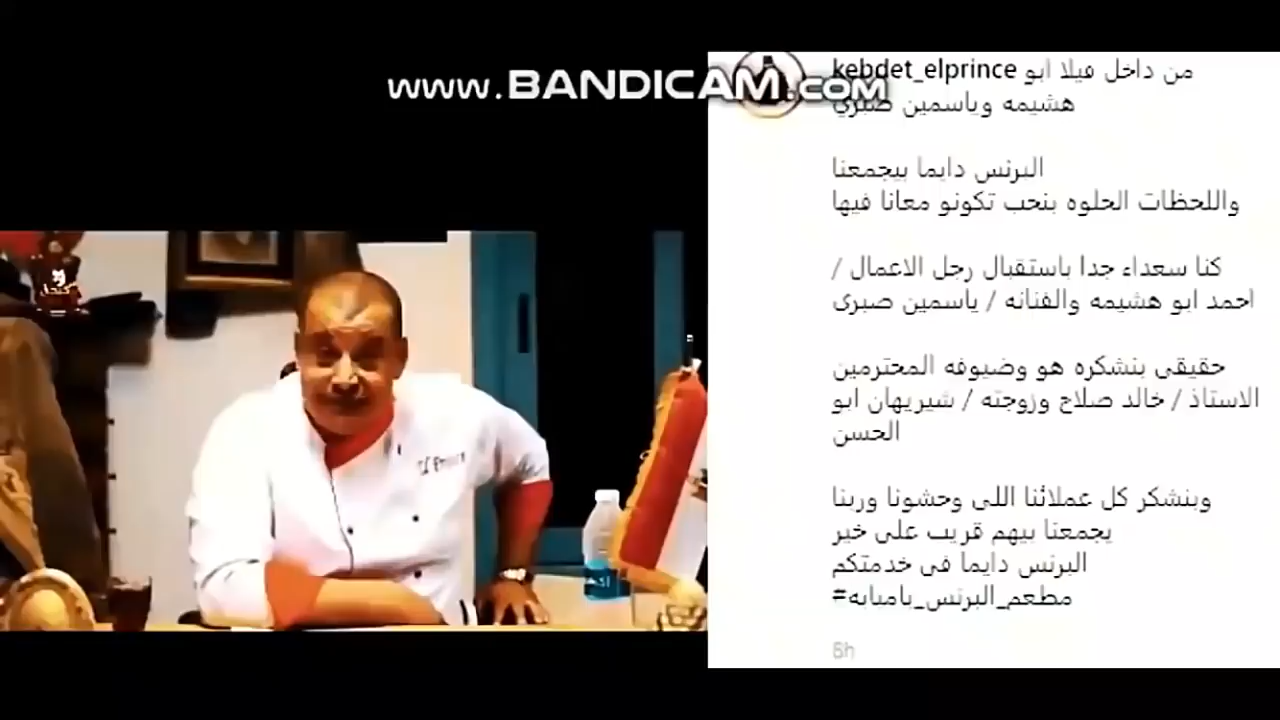 www.BANDICAM.COM
kebdet_elprince من داخل فيلا ابو
هشيمه وياسمين صبري
البرنس دايما بيجمعنا
واللحظات الحلوه بنحب تكونو معانا فيها
كنا سعداء جدا باستقبال رجل الاعمال /
احمد ابو هشيمه والفنانه / ياسمين صبرى
حقيقى بنشكره هو وضيوفه المحترمين
الاستاذ / خالد صلاح وزوجته / شيريهان ابو
الحسن
وبنشكر كل عملائنا اللى وحشونا وربنا
يجمعنا بيهم قريب على خير
البرنس دايما فى خدمتكم
#مطعم_البرنس_بامبابه
6h